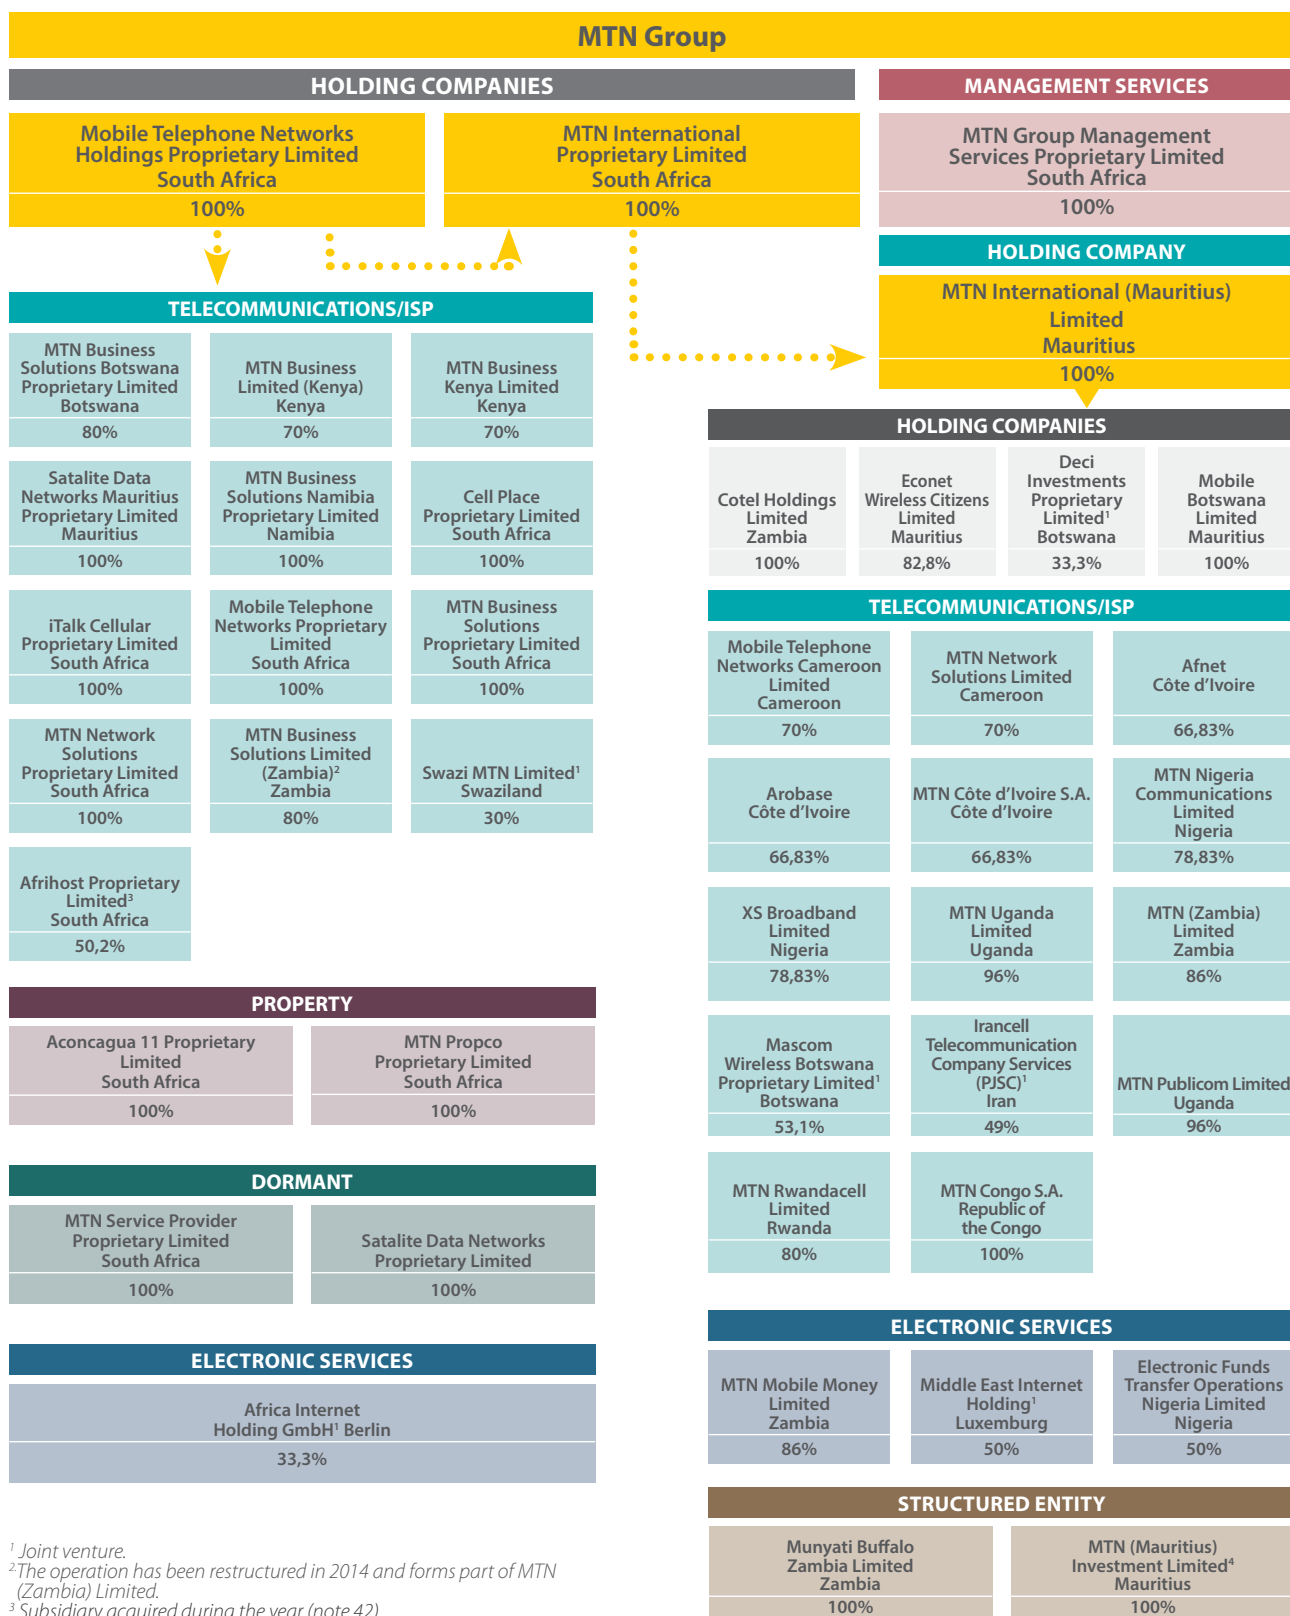 MTN Group
HOLDING COMPANIES
Mobile Telephone Networks
Holdings Proprietary Limited
South Africa
100%
MTN International
Proprietary Limited
South Africa
100%
MANAGEMENT SERVICES
MTN Group Management
Services Proprietary Limited
South Africa
100%
HOLDING COMPANY
MTN International (Mauritius)
Limited
Mauritius
100%
TELECOMMUNICATIONS/ISP
MTN Business
Solutions Botswana
Proprietary Limited
Botswana
80%
MTN Business
Limited (Kenya)
Kenya
70%
MTN Business
Kenya Limited
Kenya
70%
Satalite Data
Networks Mauritius
Proprietary Limited
Mauritius
100%
MTN Business
Solutions Namibia
Proprietary Limited
Namibia
100%
Cell Place
Proprietary Limited
South Africa
100%
iTalk Cellular
Proprietary Limited
South Africa
100%
Mobile Telephone
Networks Proprietary
Limited
South Africa
100%
MTN Business
Solutions
Proprietary Limited
South Africa
100%
MTN Network
Solutions
Proprietary Limited
South Africa
100%
MTN Business
Solutions Limited
(Zambia)²
Zambia
80%
Swazi MTN Limited¹
Swaziland
30%
Afrihost Proprietary
Limited³
South Africa
50,2%
PROPERTY
Aconcagua 11 Proprietary
Limited
South Africa
100%
MTN Propco
Proprietary Limited
South Africa
100%
DORMANT
MTN Service Provider
Proprietary Limited
South Africa
100%
Satalite Data Networks
Proprietary Limited
100%
ELECTRONIC SERVICES
Africa Internet
Holding GmbH¹ Berlin
33,3%
¹ Joint venture.
² The operation has been restructured in 2014 and forms part of MTN
(Zambia) Limited.
³ Subsidiary acquired during the year (note 42)
HOLDING COMPANIES
Cotel Holdings
Limited
Zambia
100%
Econet
Wireless Citizens
Limited
Mauritius
82,8%
Deci
Investments
Proprietary
Limited¹
Botswana
33,3%
Mobile
Botswana
Limited
Mauritius
100%
TELECOMMUNICATIONS/ISP
Mobile Telephone
Networks Cameroon
Limited
Cameroon
70%
MTN Network
Solutions Limited
Cameroon
70%
Afnet
Côte d’Ivoire
66,83%
Arobase
Côte d’Ivoire
66,83%
MTN Côte d’Ivoire S.A.
Côte d’Ivoire
66,83%
MTN Nigeria
Communications
Limited
Nigeria
78,83%
XS Broadband
Limited
Nigeria
78,83%
MTN Uganda
Limited
Uganda
96%
MTN (Zambia)
Limited
Zambia
86%
Mascom
Wireless Botswana
Proprietary Limited¹
Botswana
53,1%
Irancell
Telecommunication
Company Services
(PJSC)¹
Iran
49%
MTN Publicom Limited
Uganda
96%
MTN Rwandacell
Limited
Rwanda
80%
MTN Congo S.A.
Republic of
the Congo
100%
ELECTRONIC SERVICES
MTN Mobile Money
Limited
Zambia
86%
Middle East Internet
Holding¹
Luxemburg
50%
Electronic Funds
Transfer Operations
Nigeria Limited
Nigeria
50%
STRUCTURED ENTITY
Munyati Buffalo
Zambia Limited
Zambia
100%
MTN (Mauritius)
Investment Limited⁴
Mauritius
100%